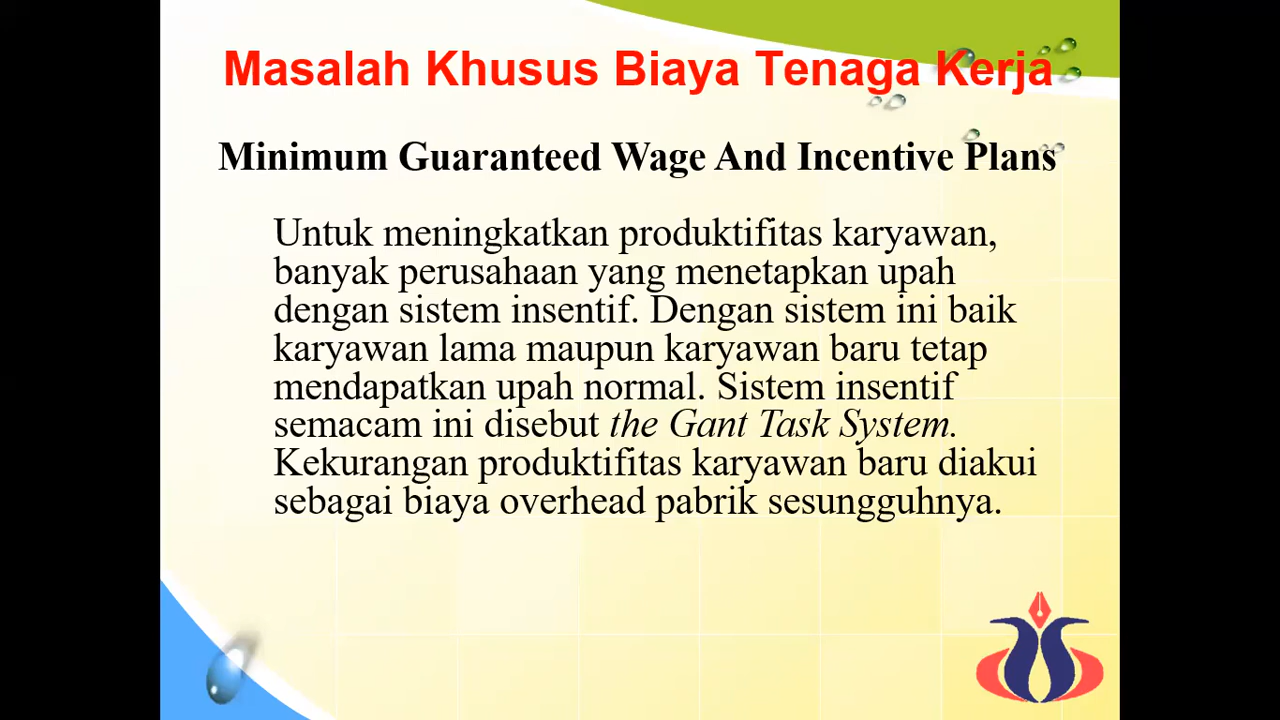 Masalah Khusus Biaya Tenaga Kerja
Minimum Guaranteed Wage And Incentive Plans
Untuk meningkatkan produktifitas karyawan,
banyak perusahaan yang menetapkan upah
dengan sistem insentif. Dengan sistem ini baik
karyawan lama maupun karyawan baru tetap
mendapatkan upah normal. Sistem insentif
semacam ini disebut the Gant Task System.
Kekurangan produktifitas karyawan baru diakui
sebagai biaya overhead pabrik sesungguhnya.